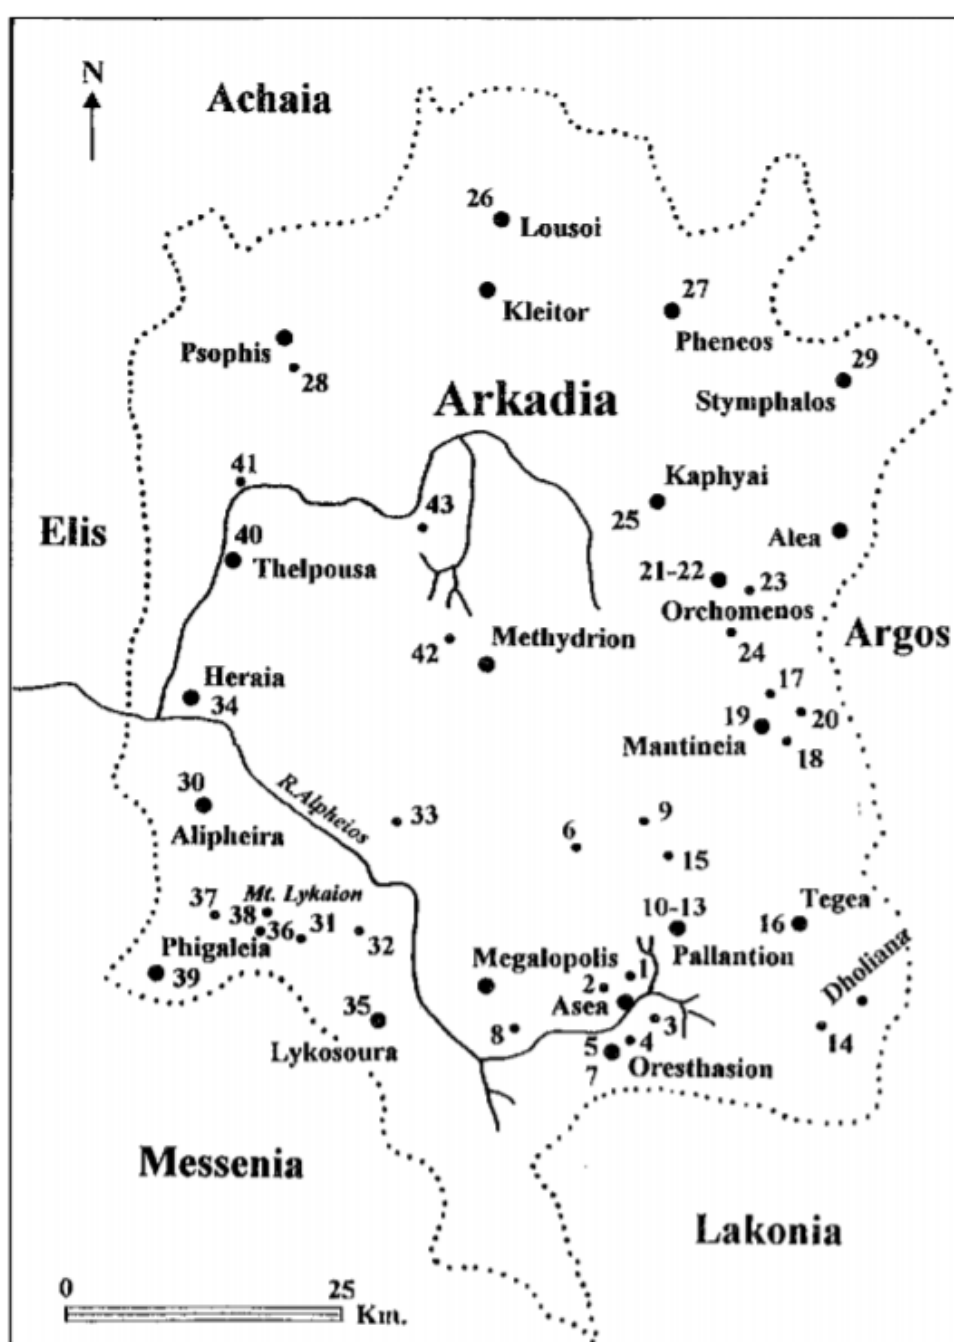 N
Achaia
26
Lousoi
27
Kleitor
Pheneos
Psophis
28
29
Stymphalos
Arkadia
Kaphyai
41
43
25
Elis
40
Alea
Thelpousa
21-22
23
Orchomenos
Argos
24
42
Methydrion
Heraia
34
17
19
20
Mantineia
18
30
Alipheira
R.Alpheios
33
9
6
15
Mt. Lykaion
37
38
36
31
32
Phigaleia
39
10-13
Pallantion
Tegea
16
Megalopolis
1
2
Asea
Dholiana
35
Lykosoura
8
3
4
5
7
Oresthasion
14
Messenia
Lakonia
0
25
Km.